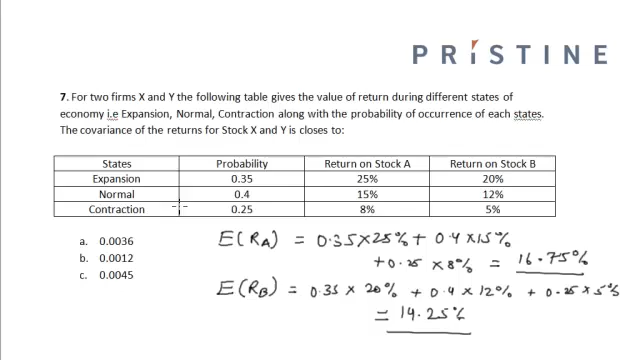 PRISTINE
7. For two firms X and Y the following table gives the value of return during different states of
economy i.e Expansion, Normal, Contraction along with the probability of occurrence of each states.
The covariance of the returns for Stock X and Y is closes to:
States Probability Return on Stock A Return on Stock B
Expansion 0.35 25% 20%
Normal 0.4 15% 12%
Contraction 0.25 8% 5%
a. 0.0036
b. 0.0012
c. 0.0045
E(RA) = 0.35×25% + 0.4×15%
+ 0.25 × 8% = 16.75%
E(RB) = 0.35 × 20% + 0.4 × 12% + 0.25 × 5%
= 14.25%